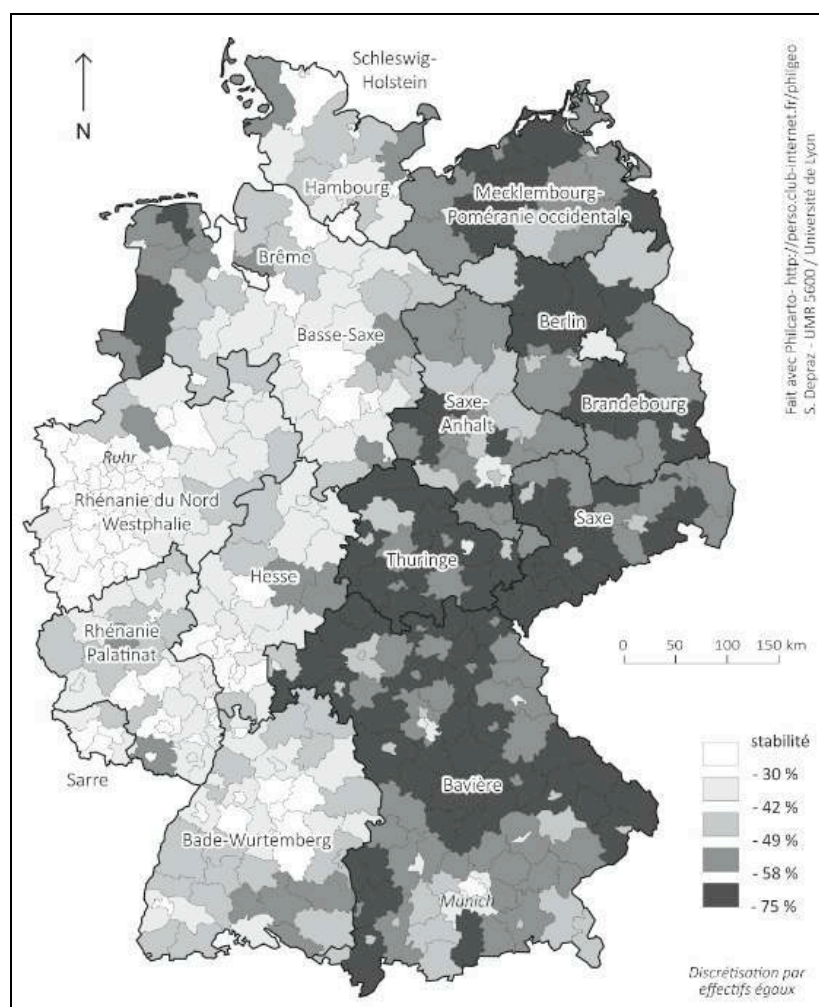 Schleswig-
Holstein
N
Hambourg
Mecklembourg-
Poméranie occidentale
Brême
Berlin
Basse-Saxe
Saxe-
Anhalt
Brandebourg
Ruhr
Rhénanie du Nord
Westphalie
Saxe
Thuringe
Hesse
Rhénanie
Palatinat
0 50 100 150 km
Sarre
Bavière
Bade-Wurtemberg
Munich
stabilité
- 30 %
- 42 %
- 49 %
- 58 %
- 75 %
Discrétisation par
effectifs égaux
Fait avec Philcarto- http://perso.club-internet.fr/philgeo
S. Depraz - UMR 5600 / Université de Lyon